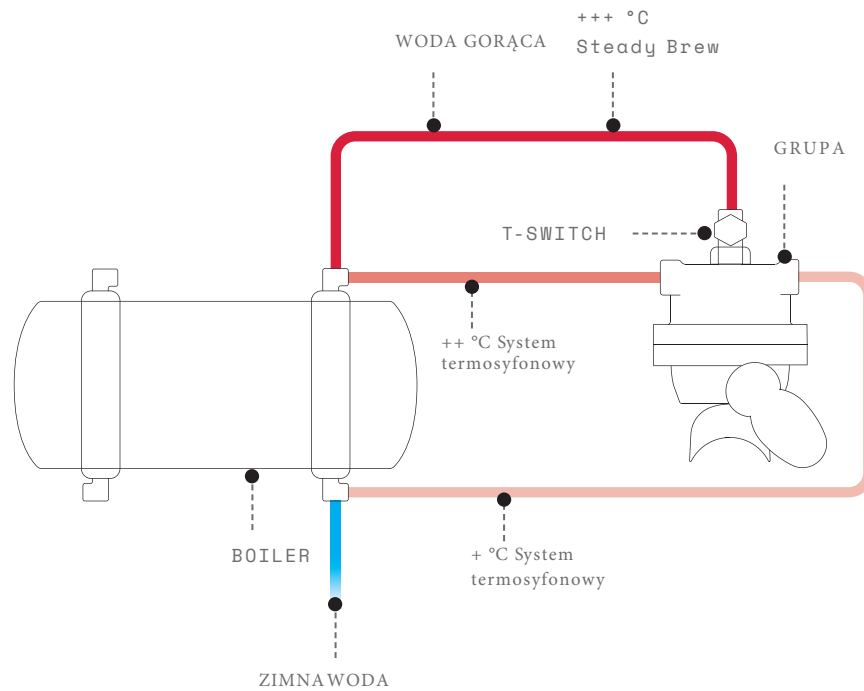 +++ °C
Steady Brew
WODA GORĄCA
GRUPA
T-SWITCH
++ °C System
termosyfonowy
BOILER
+ °C System
termosyfonowy
ZIMNA WODA